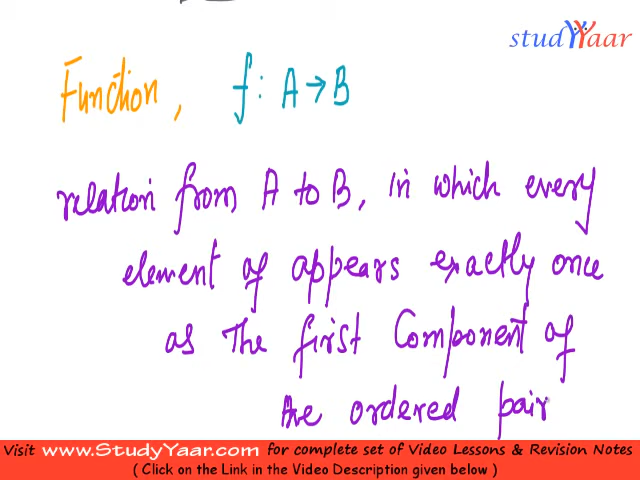 studYYaar
Function, f: A→B
relation from A to B, in which every
element of appears exactly once
as the first component of
the ordered pair
Visit www.StudyYaar.com for complete set of Video Lessons & Revision Notes
( Click on the Link in the Video Description given below )